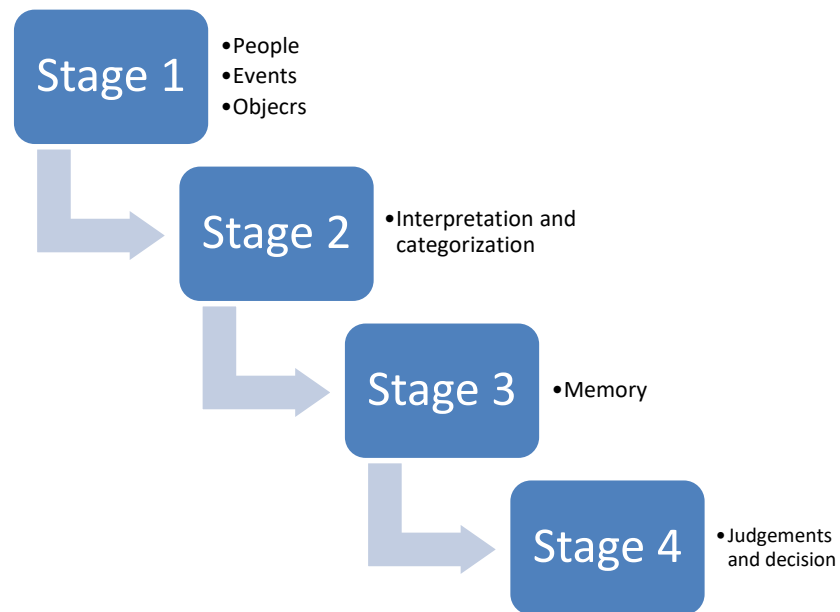 Stage 1
•People
•Events
•Objecrs
Stage 2
•Interpretation and
categorization
Stage 3
•Memory
Stage 4
•Judgements
and decision